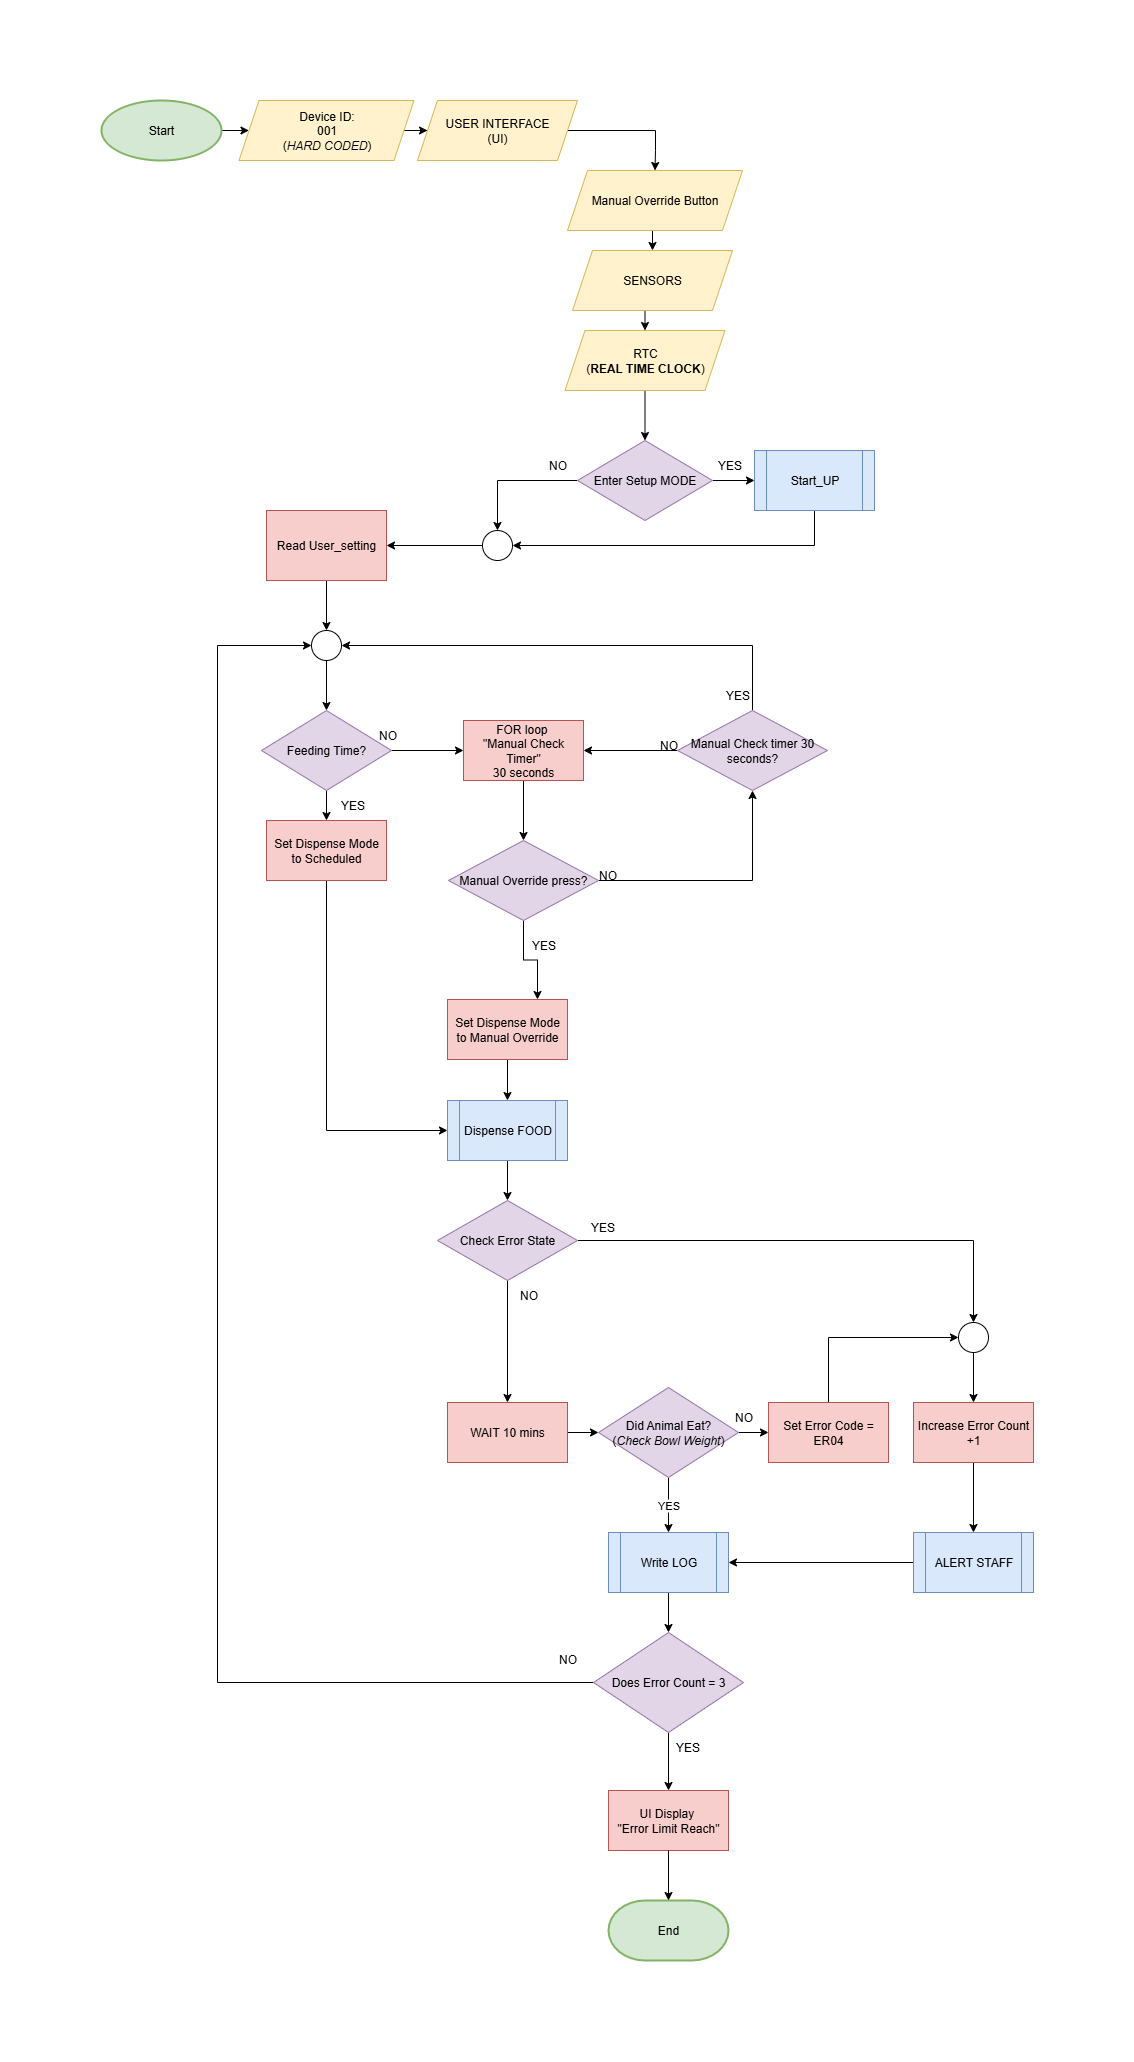 Start
Device ID:
001
(HARD CODED)
USER INTERFACE
(UI)
Manual Override Button
SENSORS
RTC
(REAL TIME CLOCK)
NO
Enter Setup MODE
YES
Start_UP
Read User_setting
YES
Feeding Time?
NO
FOR loop
"Manual Check
Timer"
30 seconds
NO
Manual Check timer 30
seconds?
YES
Set Dispense Mode
to Scheduled
Manual Override press?
NO
YES
Set Dispense Mode
to Manual Override
Dispense FOOD
Check Error State
YES
NO
WAIT 10 mins
Did Animal Eat?
(Check Bowl Weight)
NO
Set Error Code =
ER04
Increase Error Count
+1
YES
Write LOG
ALERT STAFF
NO
Does Error Count = 3
YES
UI Display
"Error Limit Reach"
End